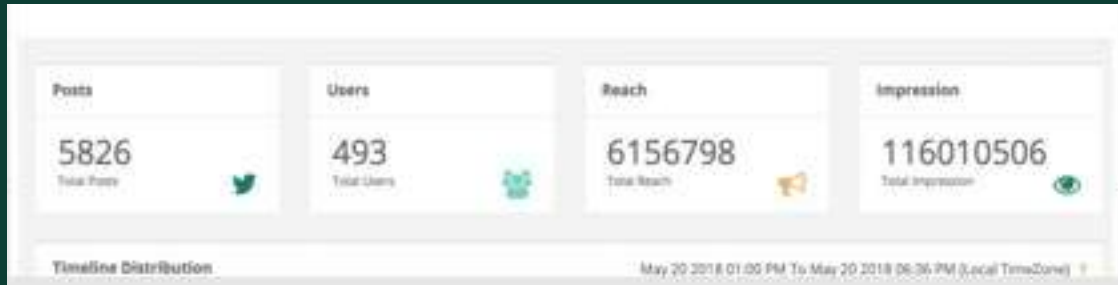 Posts
Users
Reach
Impression
5826
493
6156798
116010506
Total Posts
Total Users
Total Reach
Total Impression
Timeline Distribution
May 20 2018 01:00 PM To May 20 2018 06:36 PM (Local TimeZone)